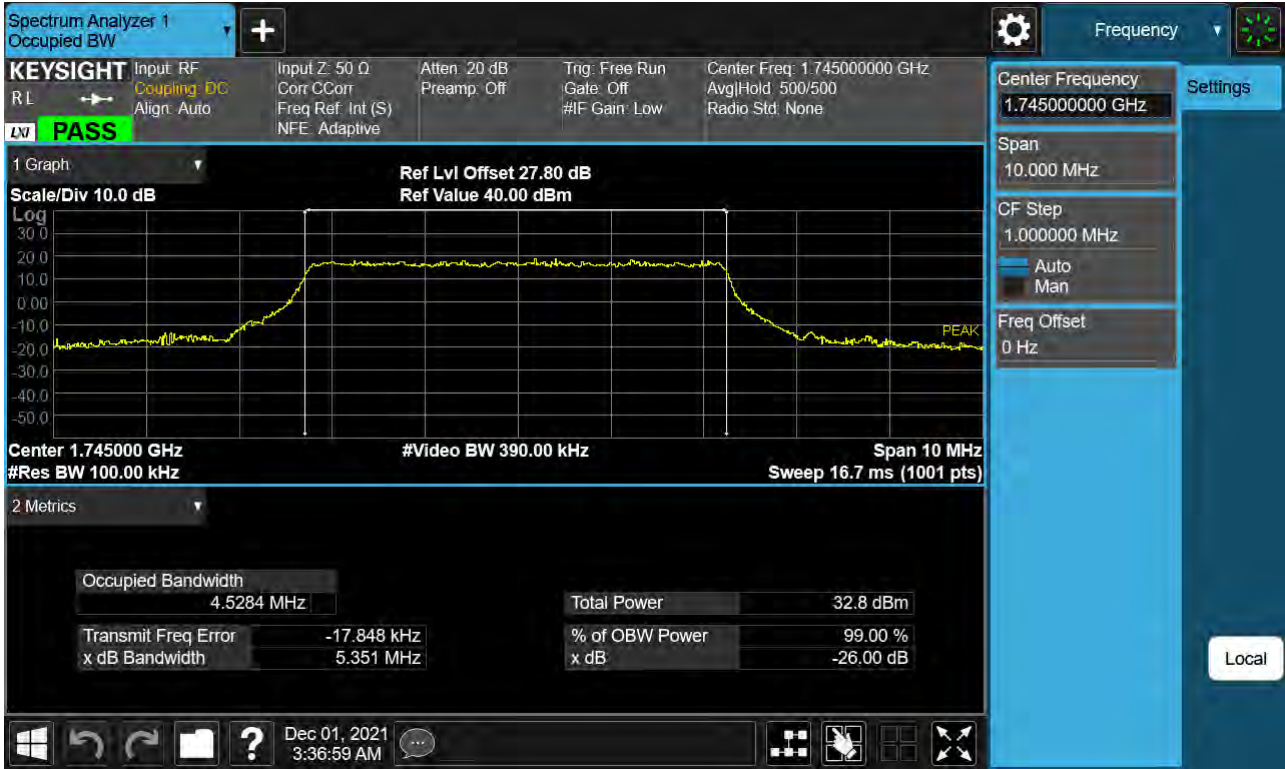 Spectrum Analyzer 1
Occupied BW
Frequency
KEYSIGHT
RL
LXI
PASS
Input: RF
Coupling: DC
Align: Auto
Input Z: 50 Ω
Corr CCorr
Freq Ref: Int (S)
NFE: Adaptive
Atten: 20 dB
Preamp: Off
Trig: Free Run
Gate: Off
#IF Gain: Low
Center Freq: 1.745000000 GHz
Avg|Hold: 500/500
Radio Std: None
Center Frequency
1.745000000 GHz
Settings
Span
10.000 MHz
CF Step
1.000000 MHz
Auto
Man
Freq Offset
0 Hz
Local
1 Graph
Scale/Div 10.0 dB
Ref Lvl Offset 27.80 dB
Ref Value 40.00 dBm
Log
30.0
20.0
10.0
0.00
-10.0
-20.0
-30.0
-40.0
-50.0
PEAK
Center 1.745000 GHz
#Video BW 390.00 kHz
Span 10 MHz
#Res BW 100.00 kHz
Sweep 16.7 ms (1001 pts)
2 Metrics
Occupied Bandwidth
4.5284 MHz
Total Power 32.8 dBm
Transmit Freq Error -17.848 kHz
% of OBW Power 99.00 %
x dB Bandwidth 5.351 MHz
x dB -26.00 dB
?
Dec 01, 2021
3:36:59 AM